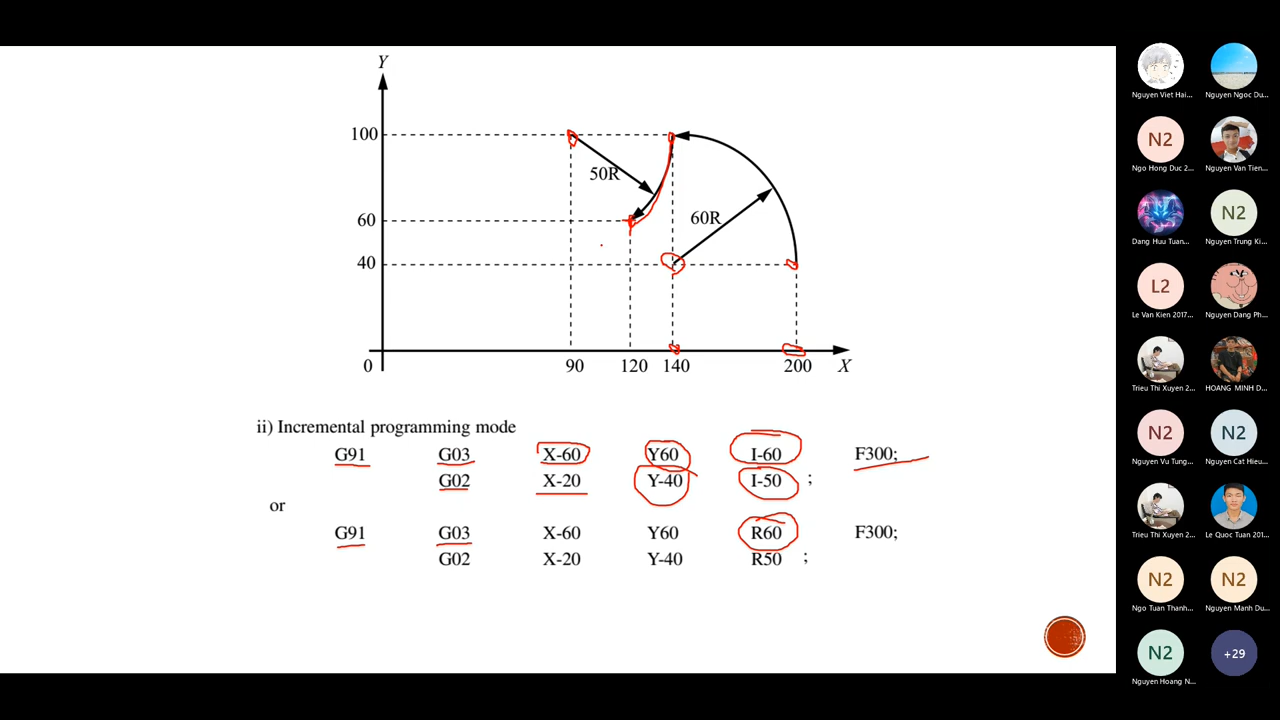 Y
100
50R
60
60R
40
0
90
120
140
200
X
ii) Incremental programming mode
G91 G03 X-60 Y60 I-60 F300;
G02 X-20 Y-40 I-50 ;
or
G91 G03 X-60 Y60 R60 F300;
G02 X-20 Y-40 R50 ;
Nguyen Viet Hai...
Nguyen Ngoc Du...
N2
Ngo Hong Duc 2...
Nguyen Van Tien...
N2
Dang Huu Tuan...
Nguyen Trung Ki...
L2
Le Van Kien 2017...
Nguyen Dang Ph...
Trieu Thi Xuyen 2...
HOANG MINH D...
N2
N2
Nguyen Vu Tung...
Nguyen Cat Hieu...
Trieu Thi Xuyen 2...
Le Quoc Tuan 201...
N2
N2
Ngo Tuan Thanh...
Nguyen Manh Du...
N2
+29
Nguyen Hoang N...